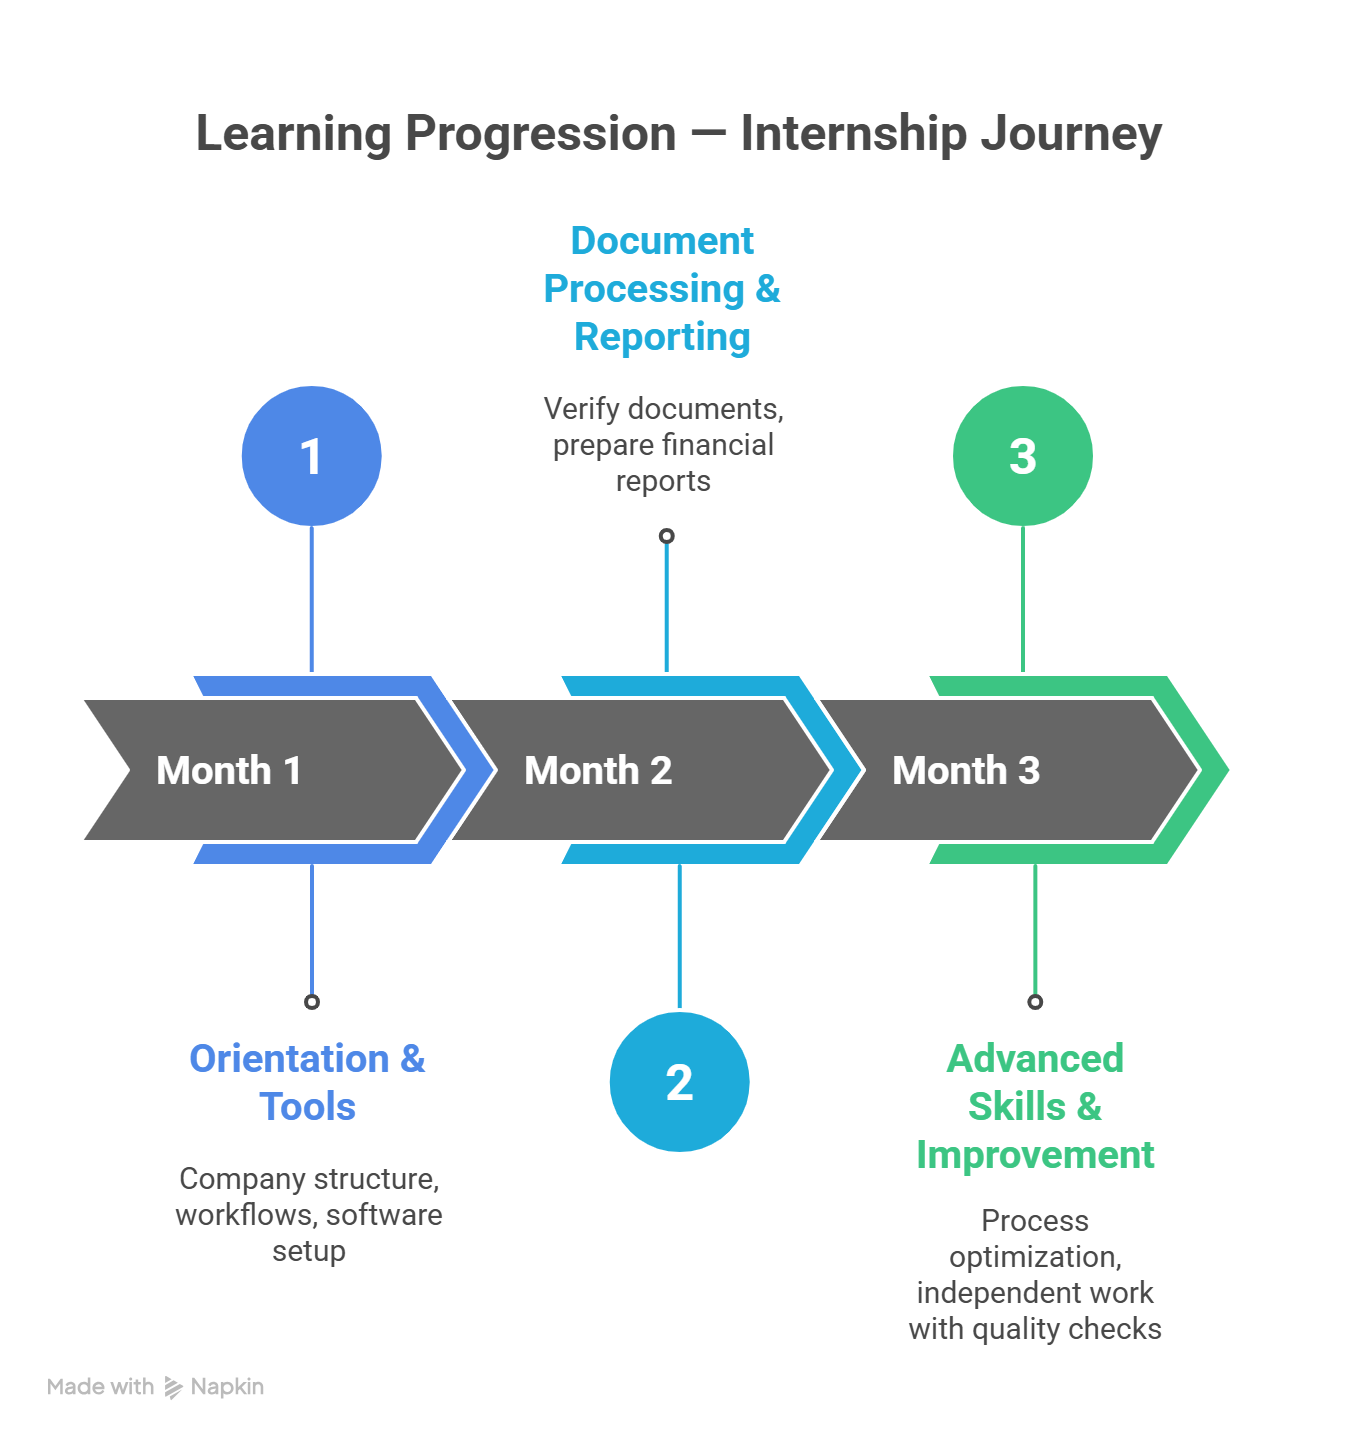 Learning Progression — Internship Journey
Document
Processing &
Reporting
Verify documents,
prepare financial
reports
1
3
Month 1
Month 2
Month 3
Orientation &
Tools
Company structure,
workflows, software
setup
2
Advanced
Skills &
Improvement
Process
optimization,
independent work
with quality checks
Made with Napkin